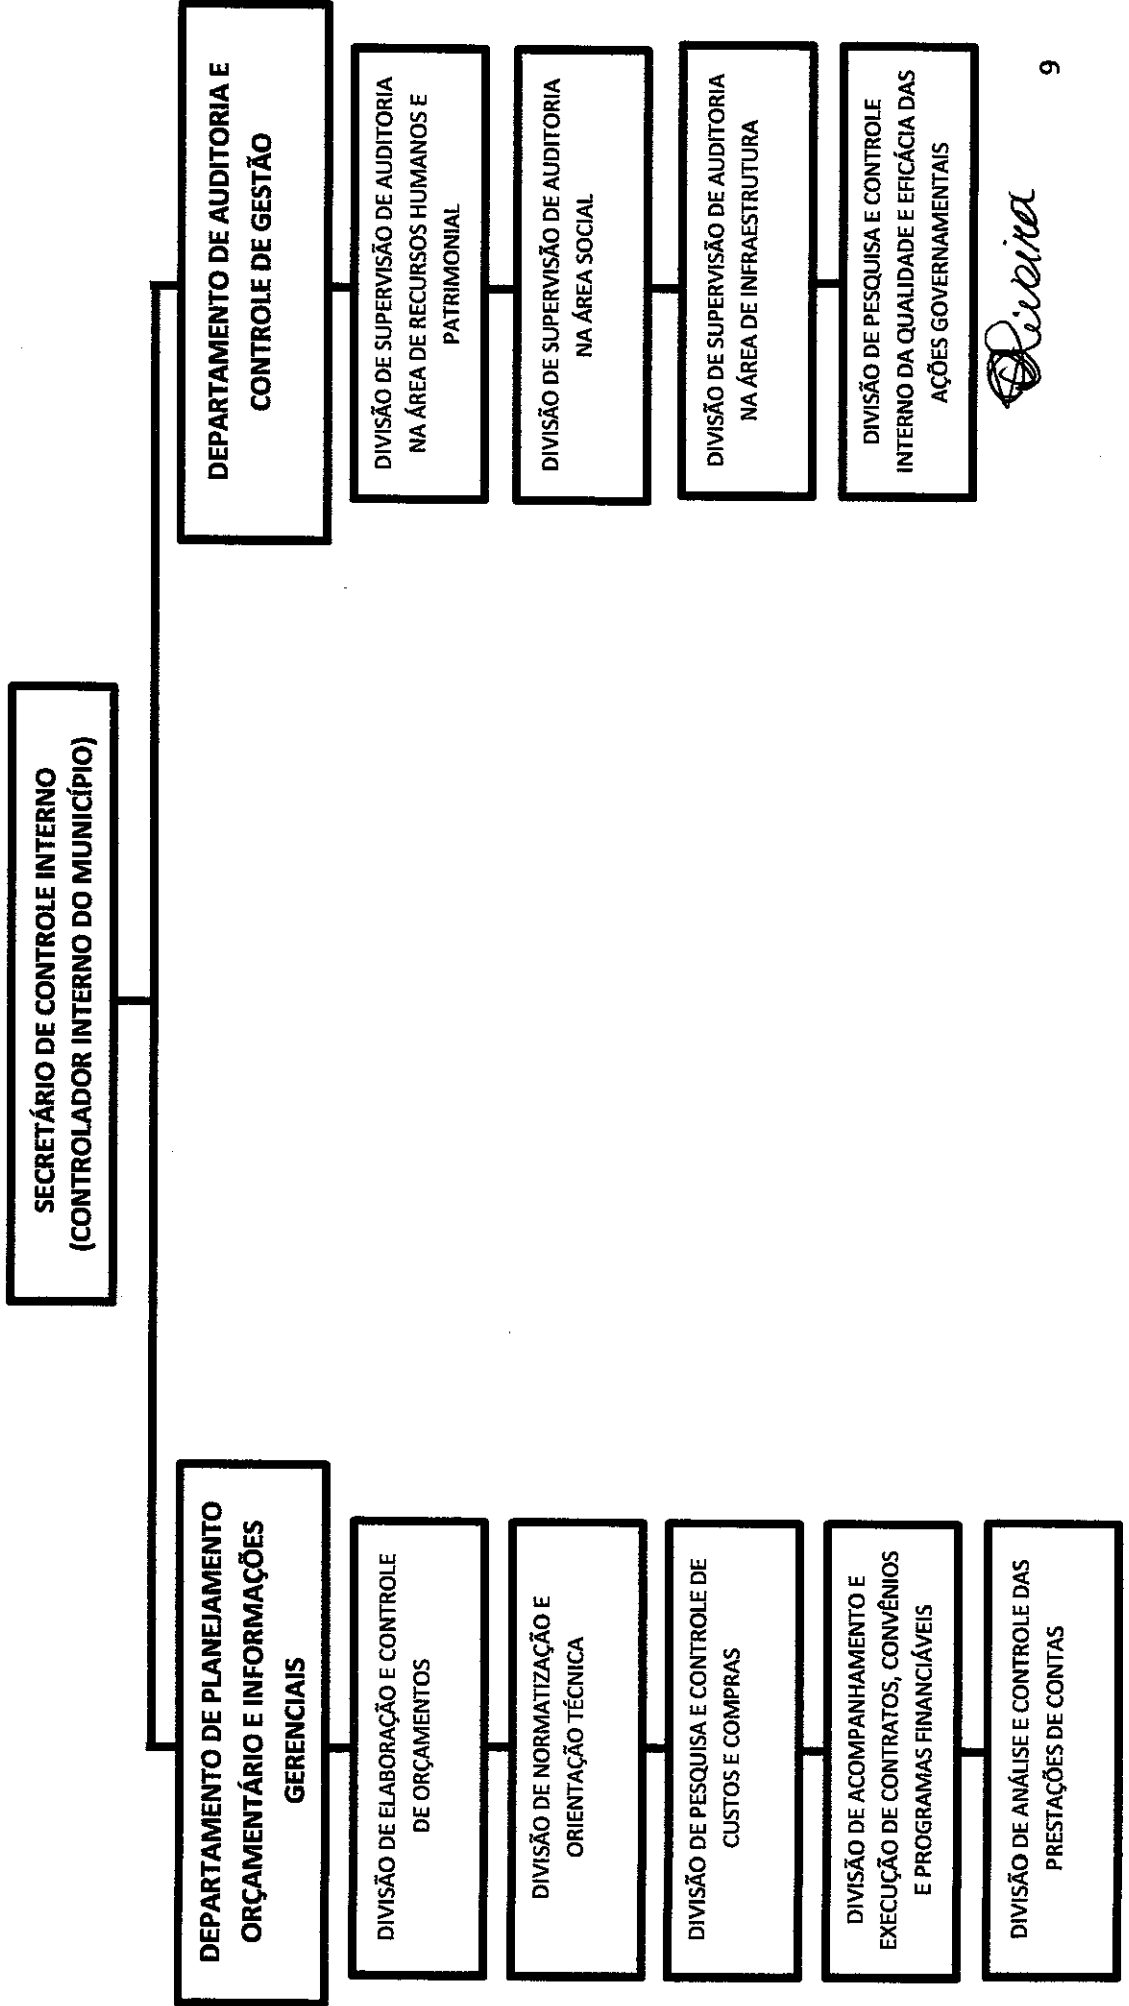 SECRETÁRIO DE CONTROLE INTERNO
(CONTROLADOR INTERNO DO MUNICÍPIO)
DEPARTAMENTO DE PLANEJAMENTO
ORÇAMENTÁRIO E INFORMAÇÕES
GERENCIAIS
DIVISÃO DE ELABORAÇÃO E CONTROLE
DE ORÇAMENTOS
DIVISÃO DE NORMATIZAÇÃO E
ORIENTAÇÃO TÉCNICA
DIVISÃO DE PESQUISA E CONTROLE DE
CUSTOS E COMPRAS
DIVISÃO DE ACOMPANHAMENTO E
EXECUÇÃO DE CONTRATOS, CONVÊNIOS
E PROGRAMAS FINANCIÁVEIS
DIVISÃO DE ANÁLISE E CONTROLE DAS
PRESTAÇÕES DE CONTAS
DEPARTAMENTO DE AUDITORIA E
CONTROLE DE GESTÃO
DIVISÃO DE SUPERVISÃO DE AUDITORIA
NA ÁREA DE RECURSOS HUMANOS E
PATRIMONIAL
DIVISÃO DE SUPERVISÃO DE AUDITORIA
NA ÁREA SOCIAL
DIVISÃO DE SUPERVISÃO DE AUDITORIA
NA ÁREA DE INFRAESTRUTURA
DIVISÃO DE PESQUISA E CONTROLE
INTERNO DA QUALIDADE E EFICÁCIA DAS
AÇÕES GOVERNAMENTAIS
9